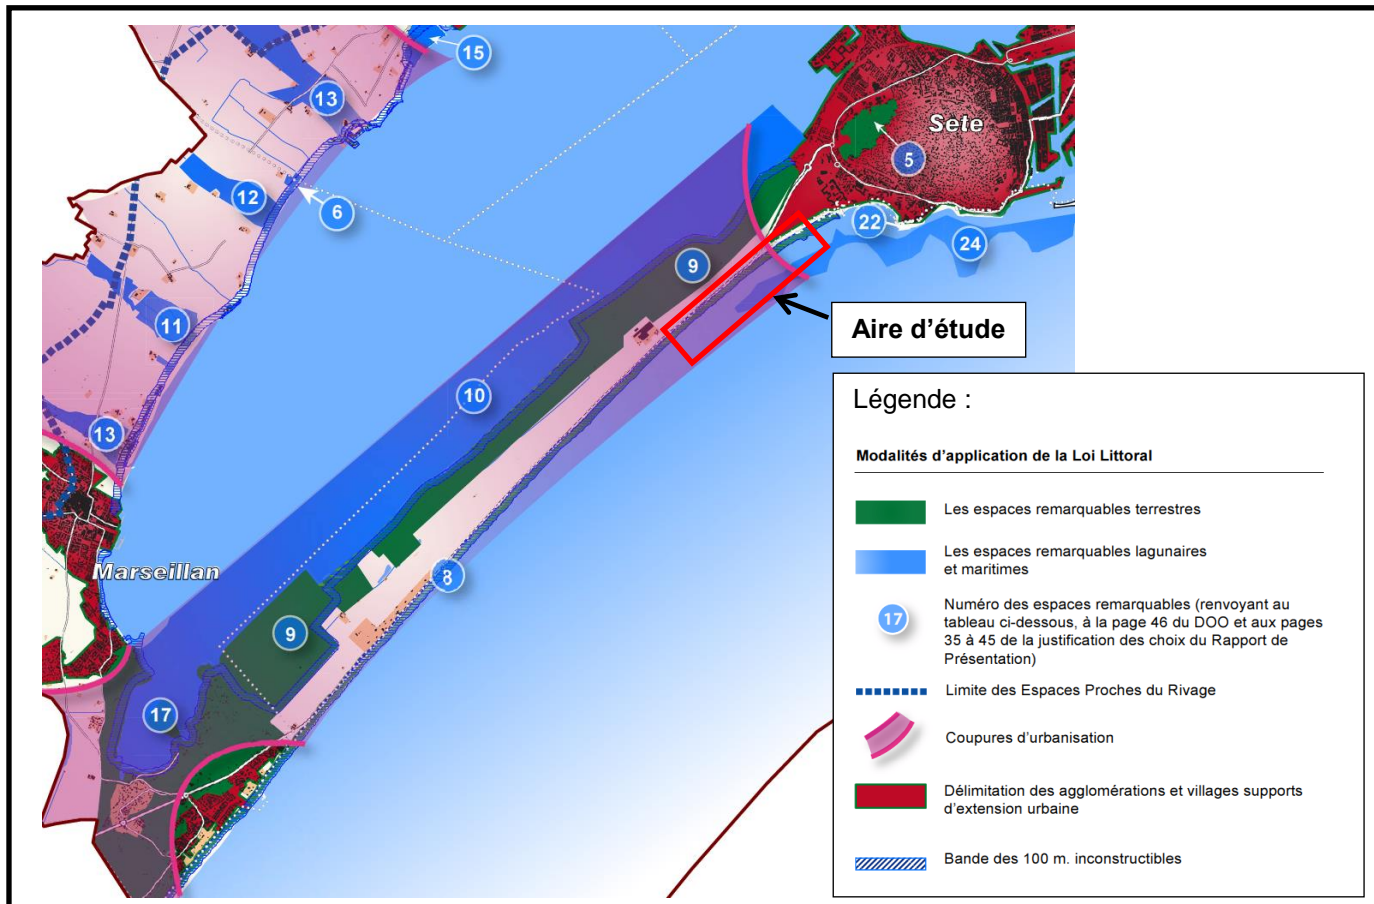 15
13
Sete
5
12
6
22
24
9
11
Aire d'étude
10
13
Légende :
Modalités d'application de la Loi Littoral
Les espaces remarquables terrestres
Les espaces remarquables lagunaires
et maritimes
Marseillan
8
17
Numéro des espaces remarquables (renvoyant au
tableau ci-dessous, à la page 46 du DOO et aux pages
35 à 45 de la justification des choix du Rapport de
Présentation)
9
Limite des Espaces Proches du Rivage
17
Coupures d'urbanisation
Délimitation des agglomérations et villages supports
d'extension urbaine
Bande des 100 m. inconstructibles